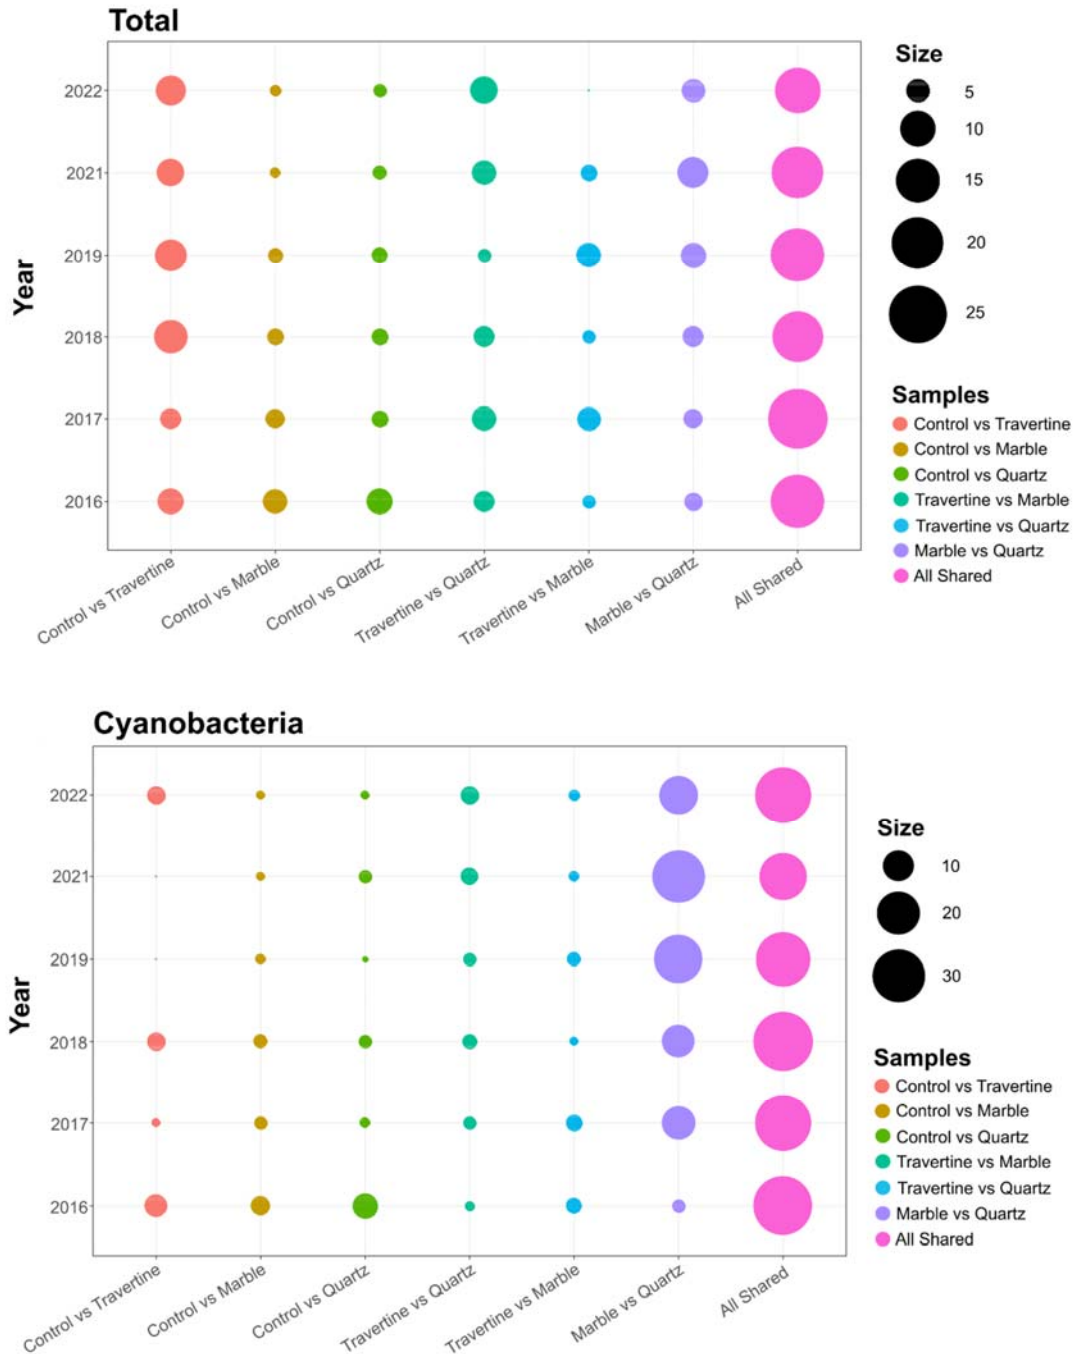 Total
Year
2022
2021
2019
2018
2017
2016
Control vs Travertine
Control vs Marble
Control vs Quartz
Travertine vs Quartz
Travertine vs Marble
Marble vs Quartz
All Shared
Size
5
10
15
20
25
Samples
Control vs Travertine
Control vs Marble
Control vs Quartz
Travertine vs Marble
Travertine vs Quartz
Marble vs Quartz
All Shared
Cyanobacteria
Year
2022
2021
2019
2018
2017
2016
Control vs Travertine
Control vs Marble
Control vs Quartz
Travertine vs Quartz
Travertine vs Marble
Marble vs Quartz
All Shared
Size
10
20
30
Samples
Control vs Travertine
Control vs Marble
Control vs Quartz
Travertine vs Marble
Travertine vs Quartz
Marble vs Quartz
All Shared